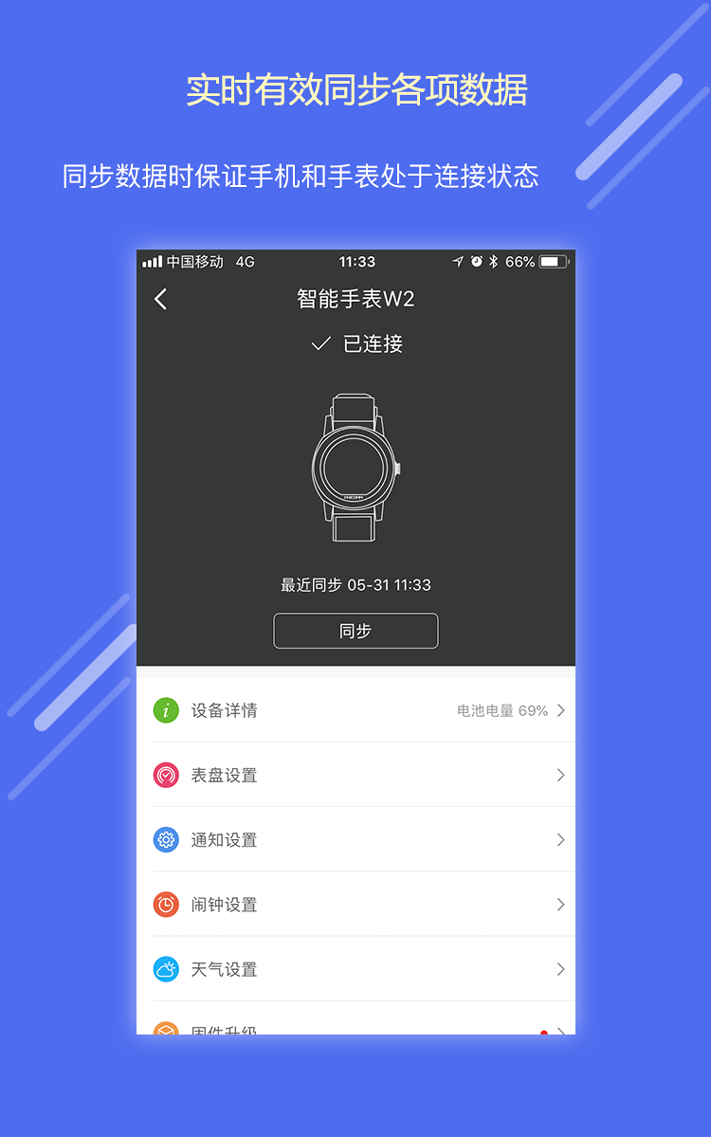 实时有效同步各项数据
同步数据时保证手机和手表处于连接状态
中国移动 4G 11:33 66%
智能手表W2
已连接
最近同步 05-31 11:33
同步
设备详情 电池电量 69%
表盘设置
通知设置
闹钟设置
天气设置
固件升级